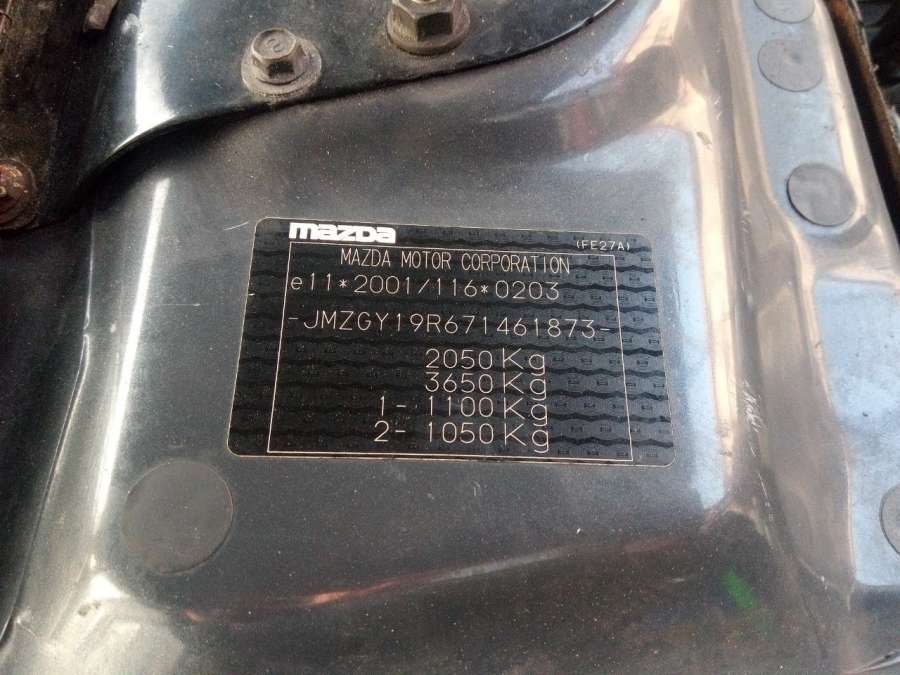 mazda
(FE27A)
MAZDA MOTOR CORPORATION
e11*2001/116*0203
-JMZGY19R671461873-
2050Kg
3650Kg
1- 1100Kg
2- 1050Kg